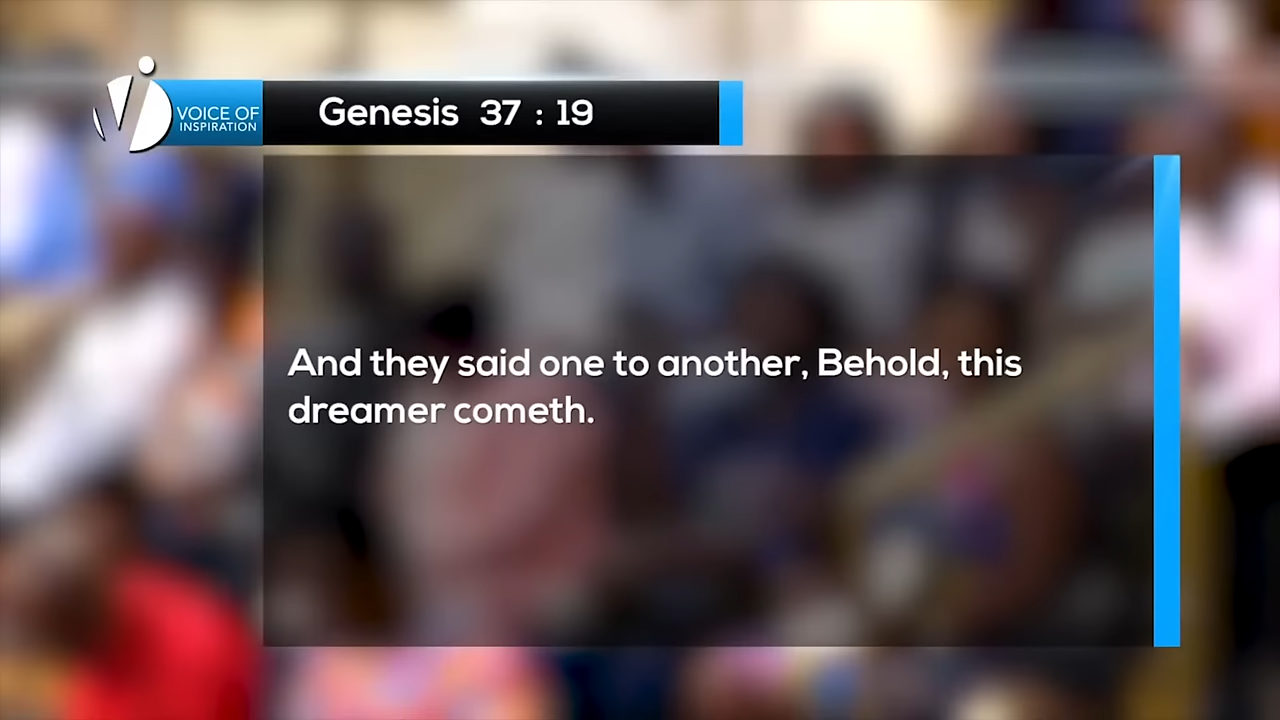 VOICE OF
INSPIRATION
Genesis 37 : 19
And they said one to another, Behold, this
dreamer cometh.